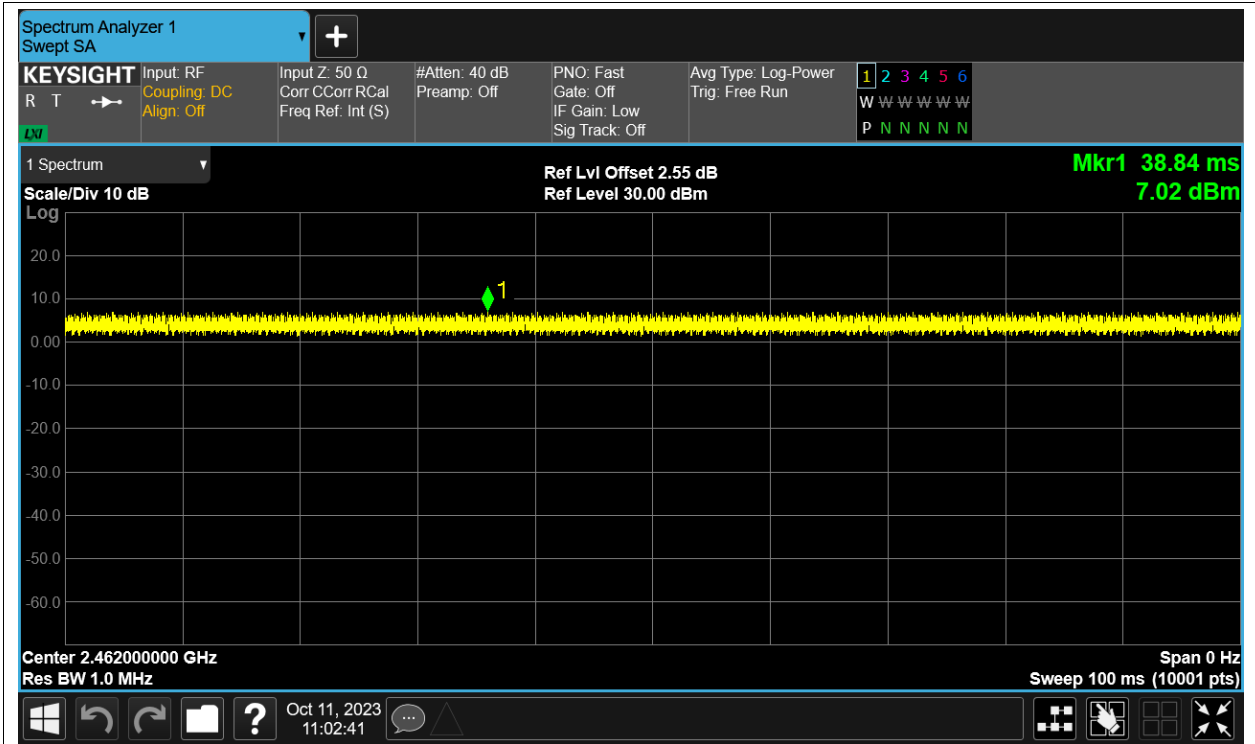 Spectrum Analyzer 1
Swept SA
KEYSIGHT
R T
LXI
Input: RF
Coupling: DC
Align: Off
Input Z: 50 Ω
Corr CCorr RCal
Freq Ref: Int (S)
#Atten: 40 dB
Preamp: Off
PNO: Fast
Gate: Off
IF Gain: Low
Sig Track: Off
Avg Type: Log-Power
Trig: Free Run
1 2 3 4 5 6
W W W W W W
P N N N N N
1 Spectrum
Scale/Div 10 dB
Ref Lvl Offset 2.55 dB
Ref Level 30.00 dBm
Mkr1 38.84 ms
7.02 dBm
Log
20.0
10.0
1
0.00
-10.0
-20.0
-30.0
-40.0
-50.0
-60.0
Center 2.462000000 GHz
Res BW 1.0 MHz
Span 0 Hz
Sweep 100 ms (10001 pts)
?
Oct 11, 2023
11:02:41